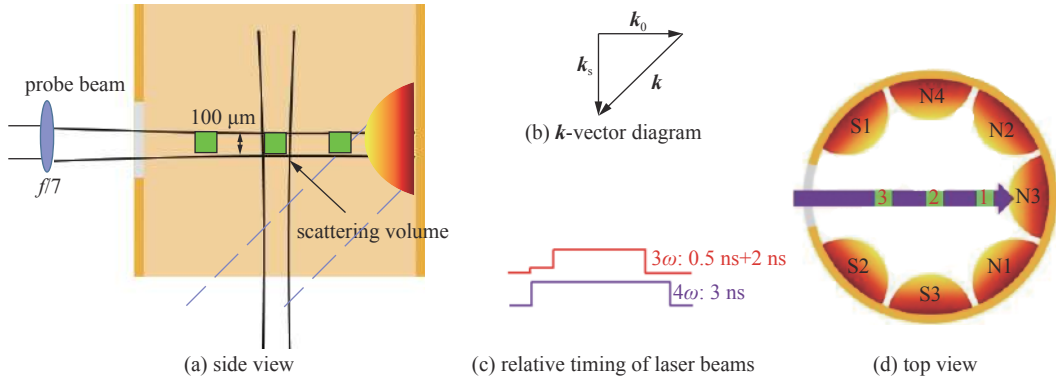 probe beam
100 μm
f/7
scattering volume
(a) side view
k₀
kₛ
k
(b) k-vector diagram
3ω: 0.5 ns+2 ns
4ω: 3 ns
(c) relative timing of laser beams
N4
S1
N2
3
2
1
N3
S2
N1
S3
(d) top view